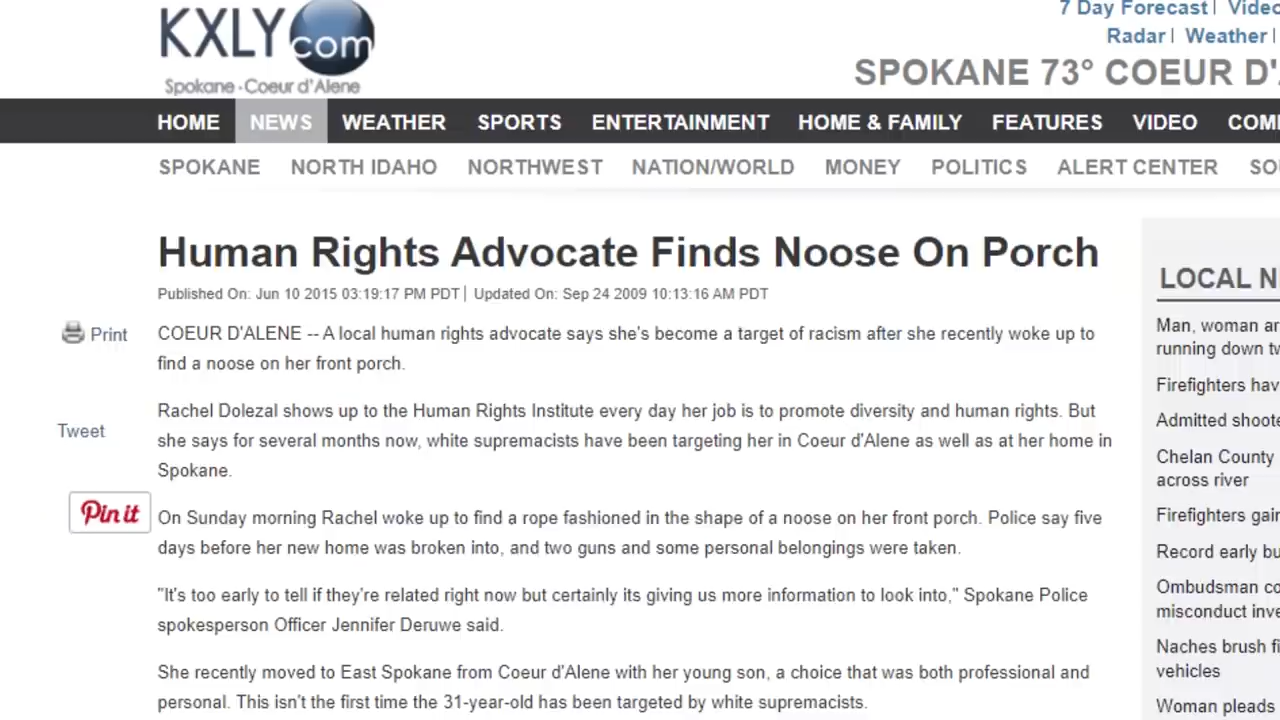 KXLY.com
Spokane · Coeur d'Alene
7 Day Forecast | Video
Radar | Weather |
SPOKANE 73° COEUR D'
HOME NEWS WEATHER SPORTS ENTERTAINMENT HOME & FAMILY FEATURES VIDEO
SPOKANE NORTH IDAHO NORTHWEST NATION/WORLD MONEY POLITICS ALERT CENTER
Human Rights Advocate Finds Noose On Porch
Published On: Jun 10 2015 03:19:17 PM PDT | Updated On: Sep 24 2009 10:13:16 AM PDT
Print
Tweet
Pin it
COEUR D'ALENE -- A local human rights advocate says she's become a target of racism after she recently woke up to
find a noose on her front porch.
Rachel Dolezal shows up to the Human Rights Institute every day her job is to promote diversity and human rights. But
she says for several months now, white supremacists have been targeting her in Coeur d'Alene as well as at her home in
Spokane.
On Sunday morning Rachel woke up to find a rope fashioned in the shape of a noose on her front porch. Police say five
days before her new home was broken into, and two guns and some personal belongings were taken.
"It's too early to tell if they're related right now but certainly its giving us more information to look into," Spokane Police
spokesperson Officer Jennifer Deruwe said.
She recently moved to East Spokane from Coeur d'Alene with her young son, a choice that was both professional and
personal. This isn't the first time the 31-year-old has been targeted by white supremacists.
LOCAL
Man, woman
running down
Firefighters
Admitted
Chelan County
across river
Firefighters
Record early
Ombudsman
misconduct
Naches brush
vehicles
Woman pleads